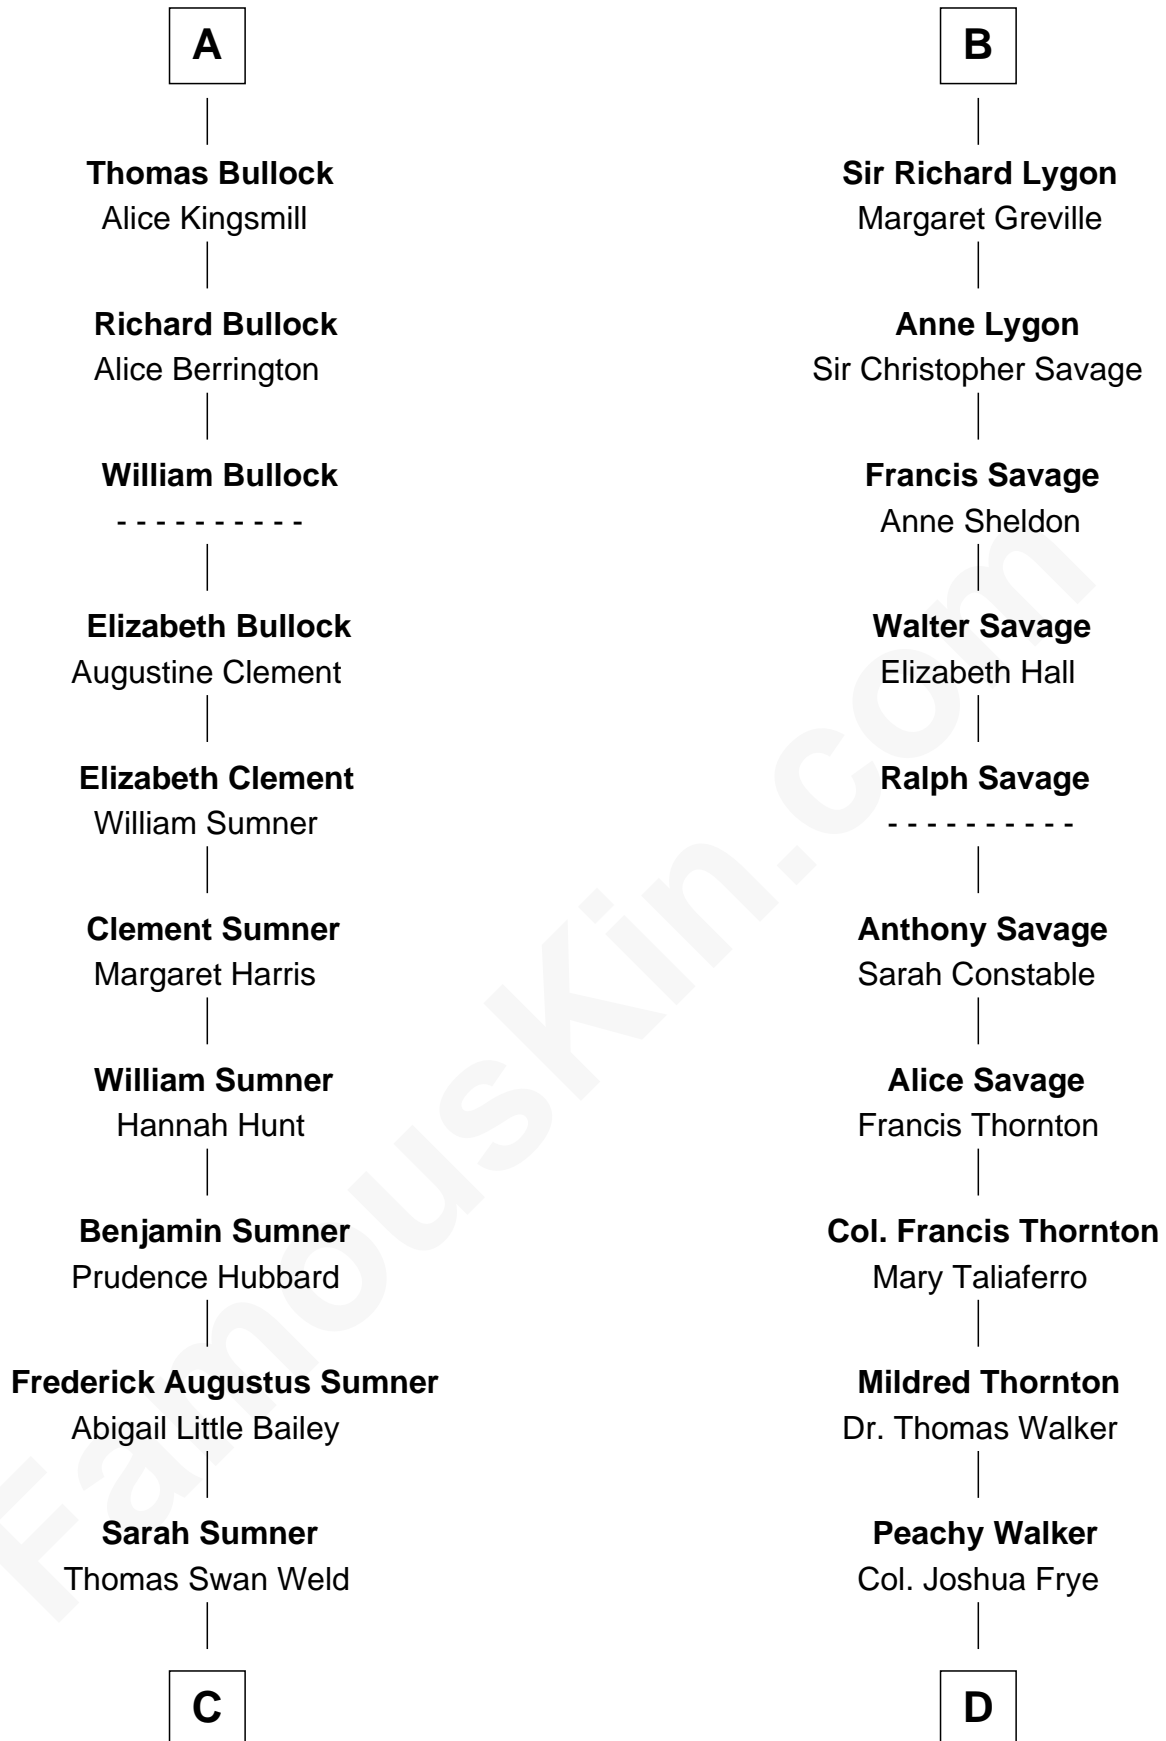 A
Thomas Bullock
Alice Kingsmill
Richard Bullock
Alice Berrington
William Bullock
- - - - - - - - - -
Elizabeth Bullock
Augustine Clement
Elizabeth Clement
William Sumner
Clement Sumner
Margaret Harris
William Sumner
Hannah Hunt
Benjamin Sumner
Prudence Hubbard
Frederick Augustus Sumner
Abigail Little Bailey
Sarah Sumner
Thomas Swan Weld
C
B
Sir Richard Lygon
Margaret Greville
Anne Lygon
Sir Christopher Savage
Francis Savage
Anne Sheldon
Walter Savage
Elizabeth Hall
Ralph Savage
- - - - - - - - - -
Anthony Savage
Sarah Constable
Alice Savage
Francis Thornton
Col. Francis Thornton
Mary Taliaferro
Mildred Thornton
Dr. Thomas Walker
Peachy Walker
Col. Joshua Frye
D
FamousKin.com